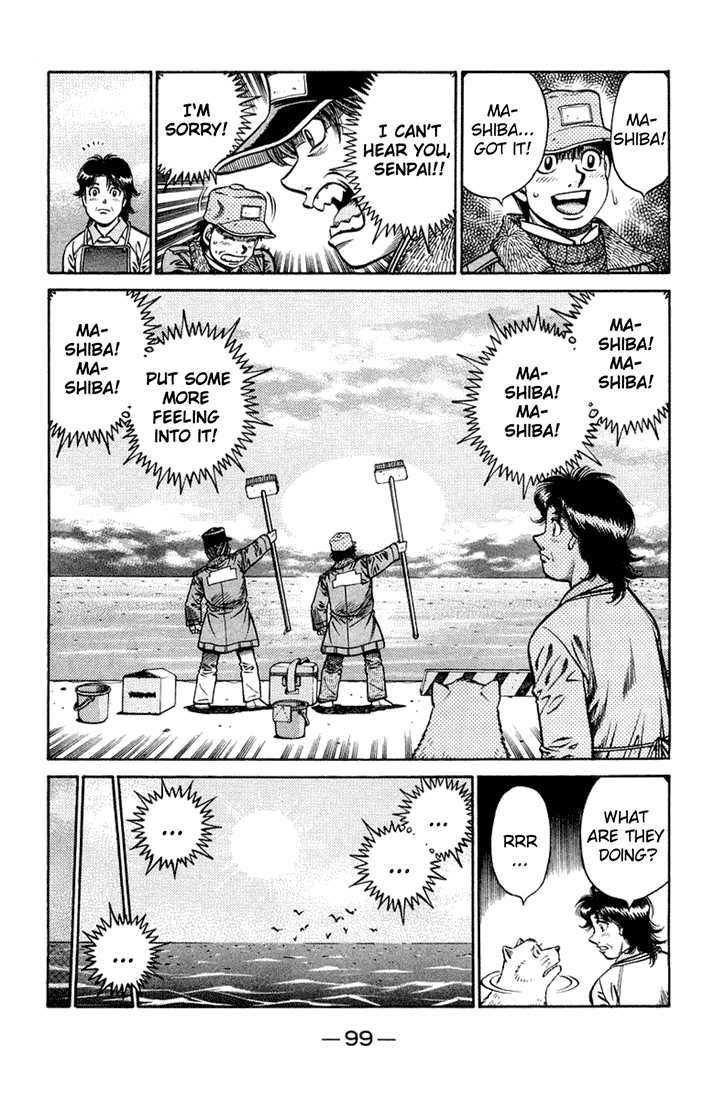 MA-
SHIBA!
MA-
SHIBA...
GOT IT!
I CAN'T
HEAR YOU,
SENPAI!!
I'M
SORRY!
MA-
SHIBA!
MA-
SHIBA!
MA-
SHIBA!
MA-
SHIBA!
PUT SOME
MORE
FEELING
INTO IT!
MA-
SHIBA!
MA-
SHIBA!
WHAT
ARE THEY
DOING?
RRR
...
...
...
...
...
—99—